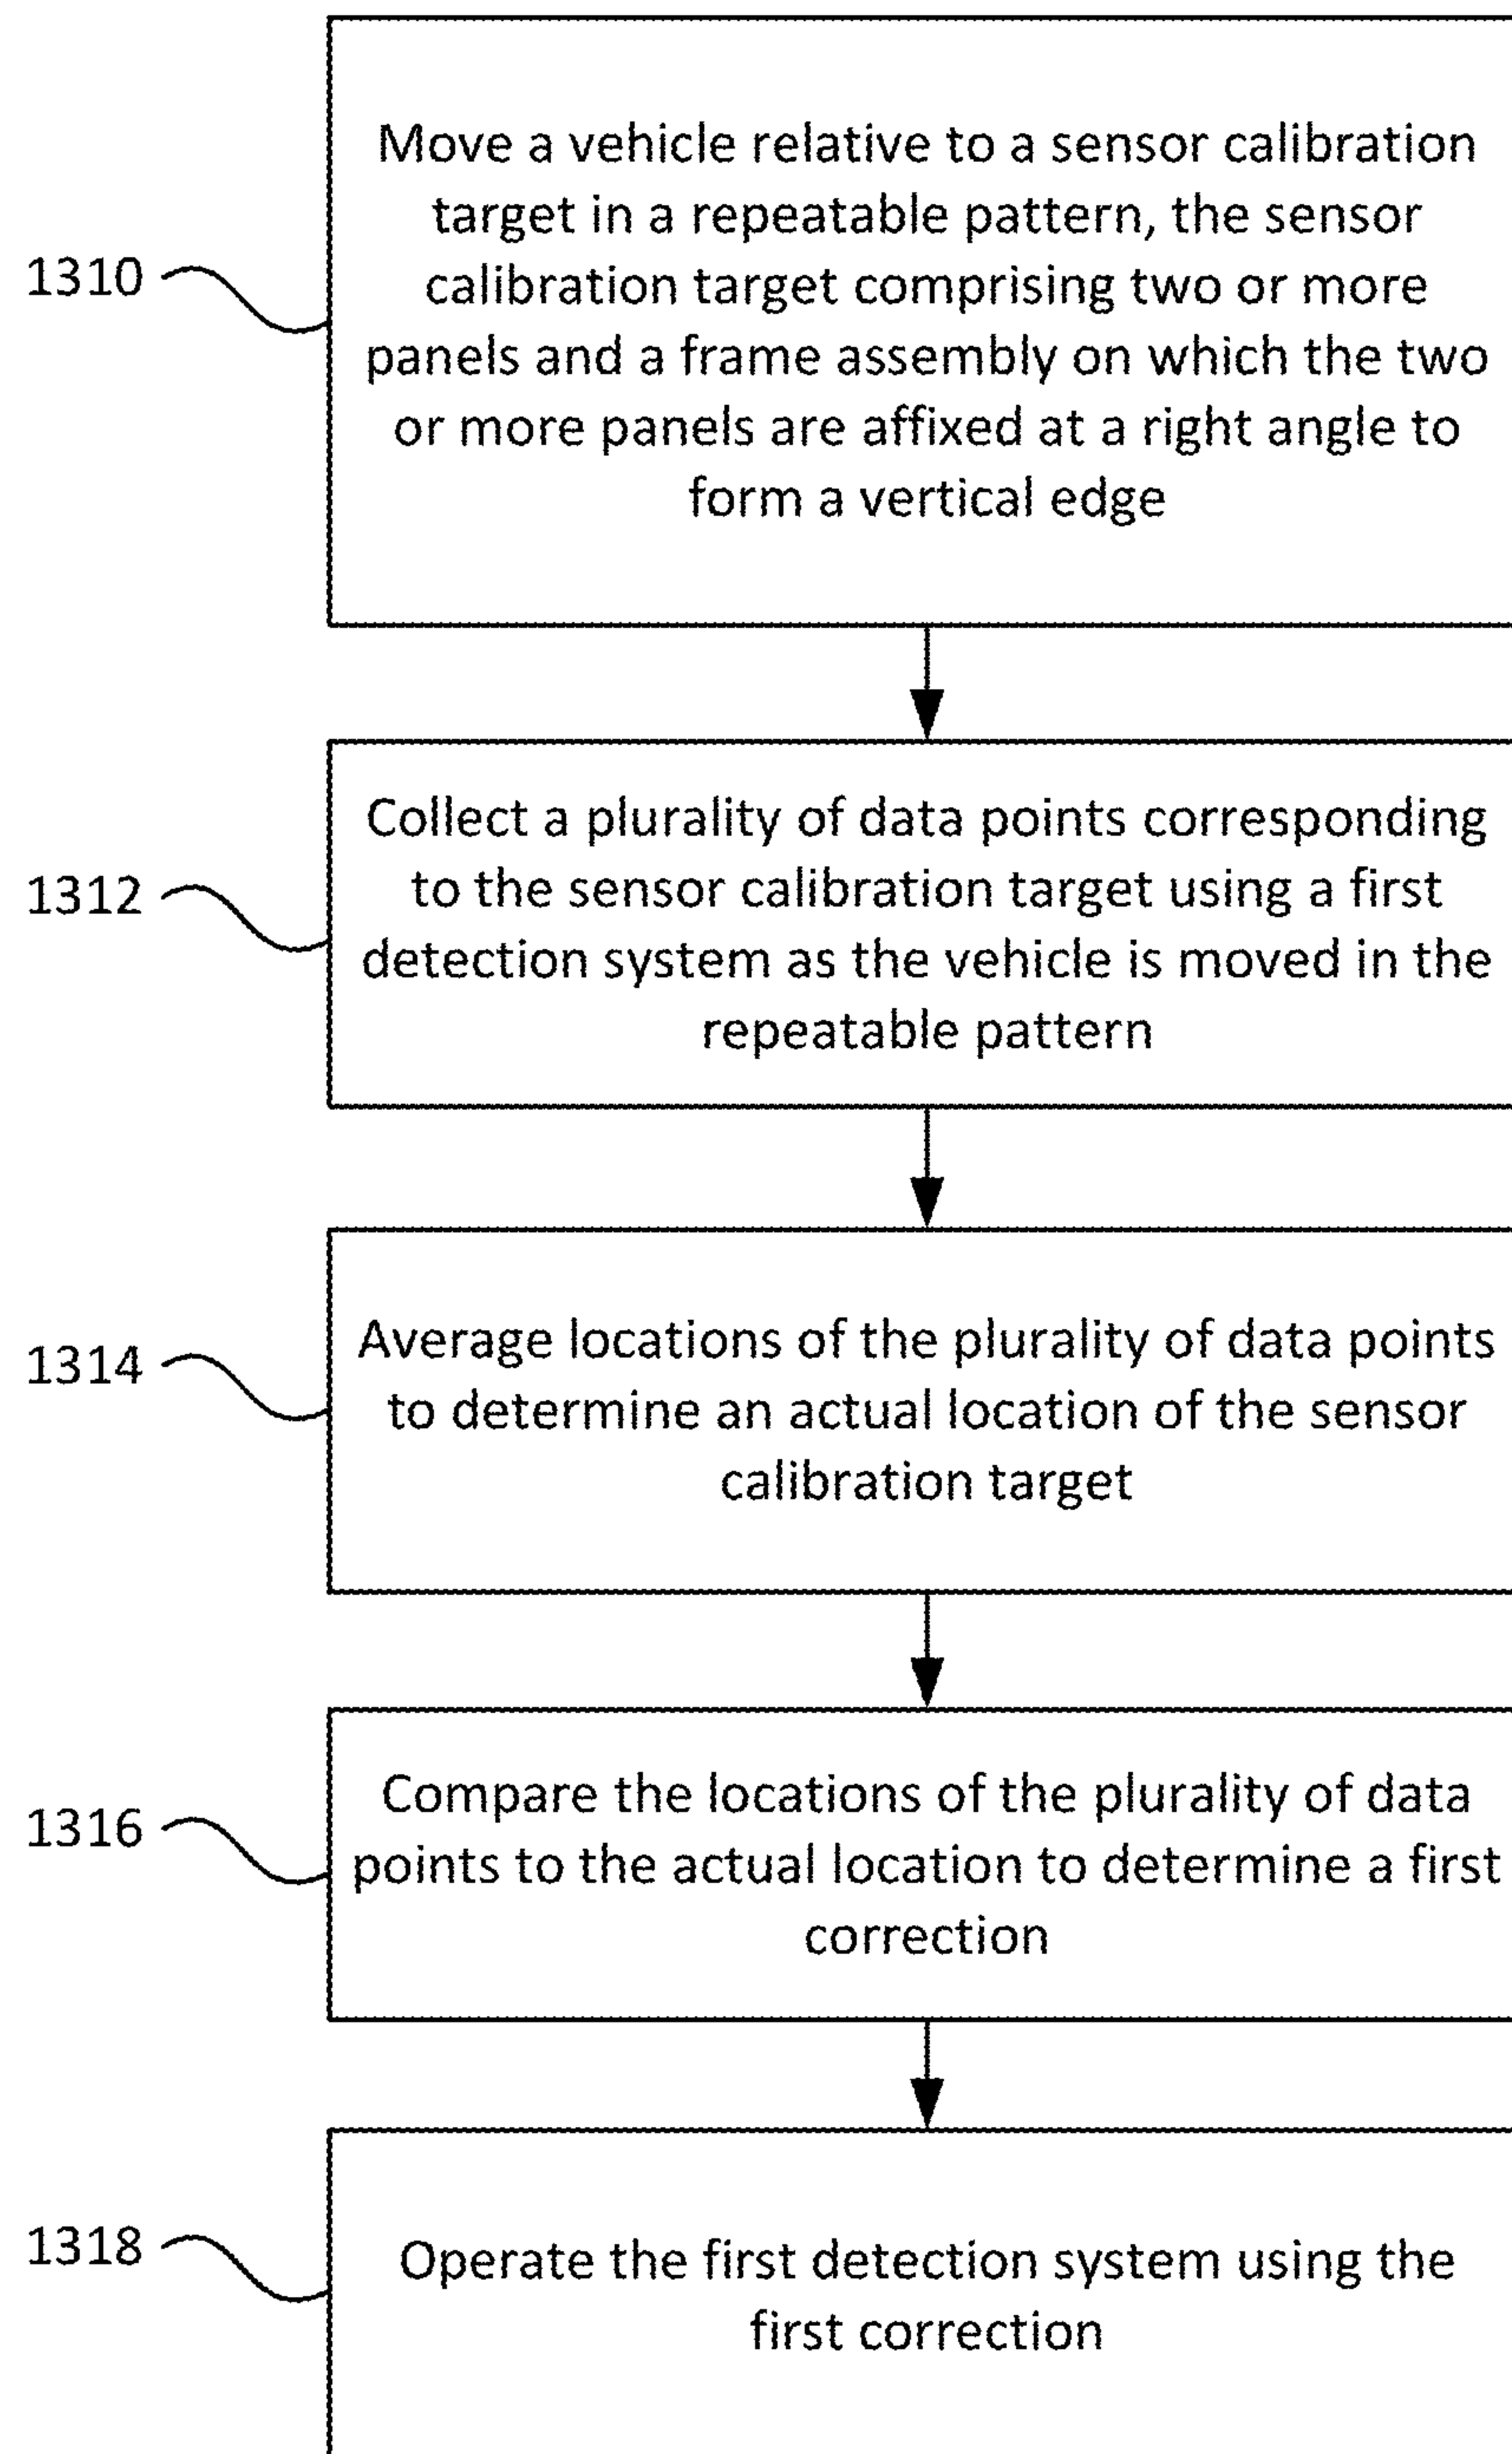 Move a vehicle relative to a sensor calibration
target in a repeatable pattern, the sensor
calibration target comprising two or more
panels and a frame assembly on which the two
or more panels are affixed at a right angle to
form a vertical edge
1310
Collect a plurality of data points corresponding
to the sensor calibration target using a first
detection system as the vehicle is moved in the
repeatable pattern
1312
Average locations of the plurality of data points
to determine an actual location of the sensor
calibration target
1314
Compare the locations of the plurality of data
points to the actual location to determine a first
correction
1316
Operate the first detection system using the
first correction
1318